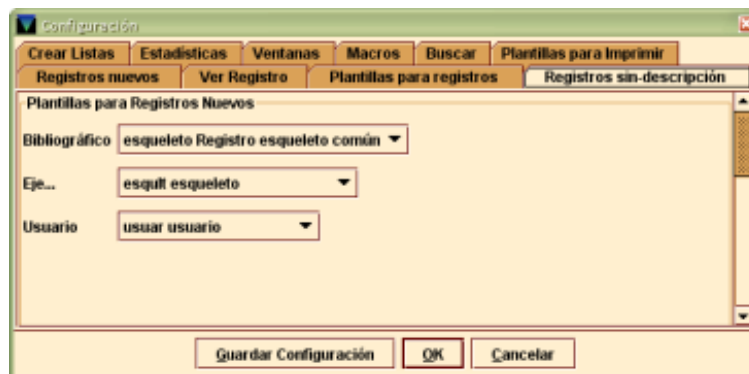 Configuración
Crear Listas Estadísticas Ventanas Macros Buscar Plantillas para Imprimir
Registros nuevos Ver Registro Plantillas para registros Registros sin-descripción
Plantillas para Registros Nuevos
Bibliográfico esqueleto Registro esqueleto común
Eje... esqult esqueleto
Usuario usuar usuario
Guardar Configuración OK Cancelar